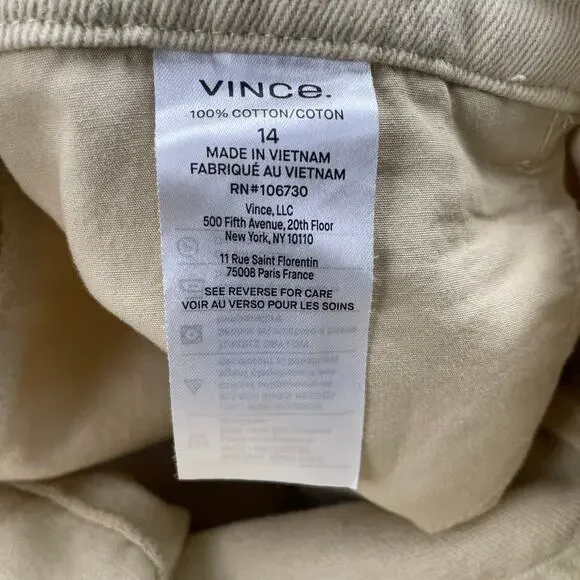 VINCe.
100% COTTON/COTON
14
MADE IN VIETNAM
FABRIQUÉ AU VIETNAM
RN#106730
Vince, LLC
500 Fifth Avenue, 20th Floor
New York, NY 10110
11 Rue Saint Florentin
75008 Paris France
SEE REVERSE FOR CARE
VOIR AU VERSO POUR LES SOINS